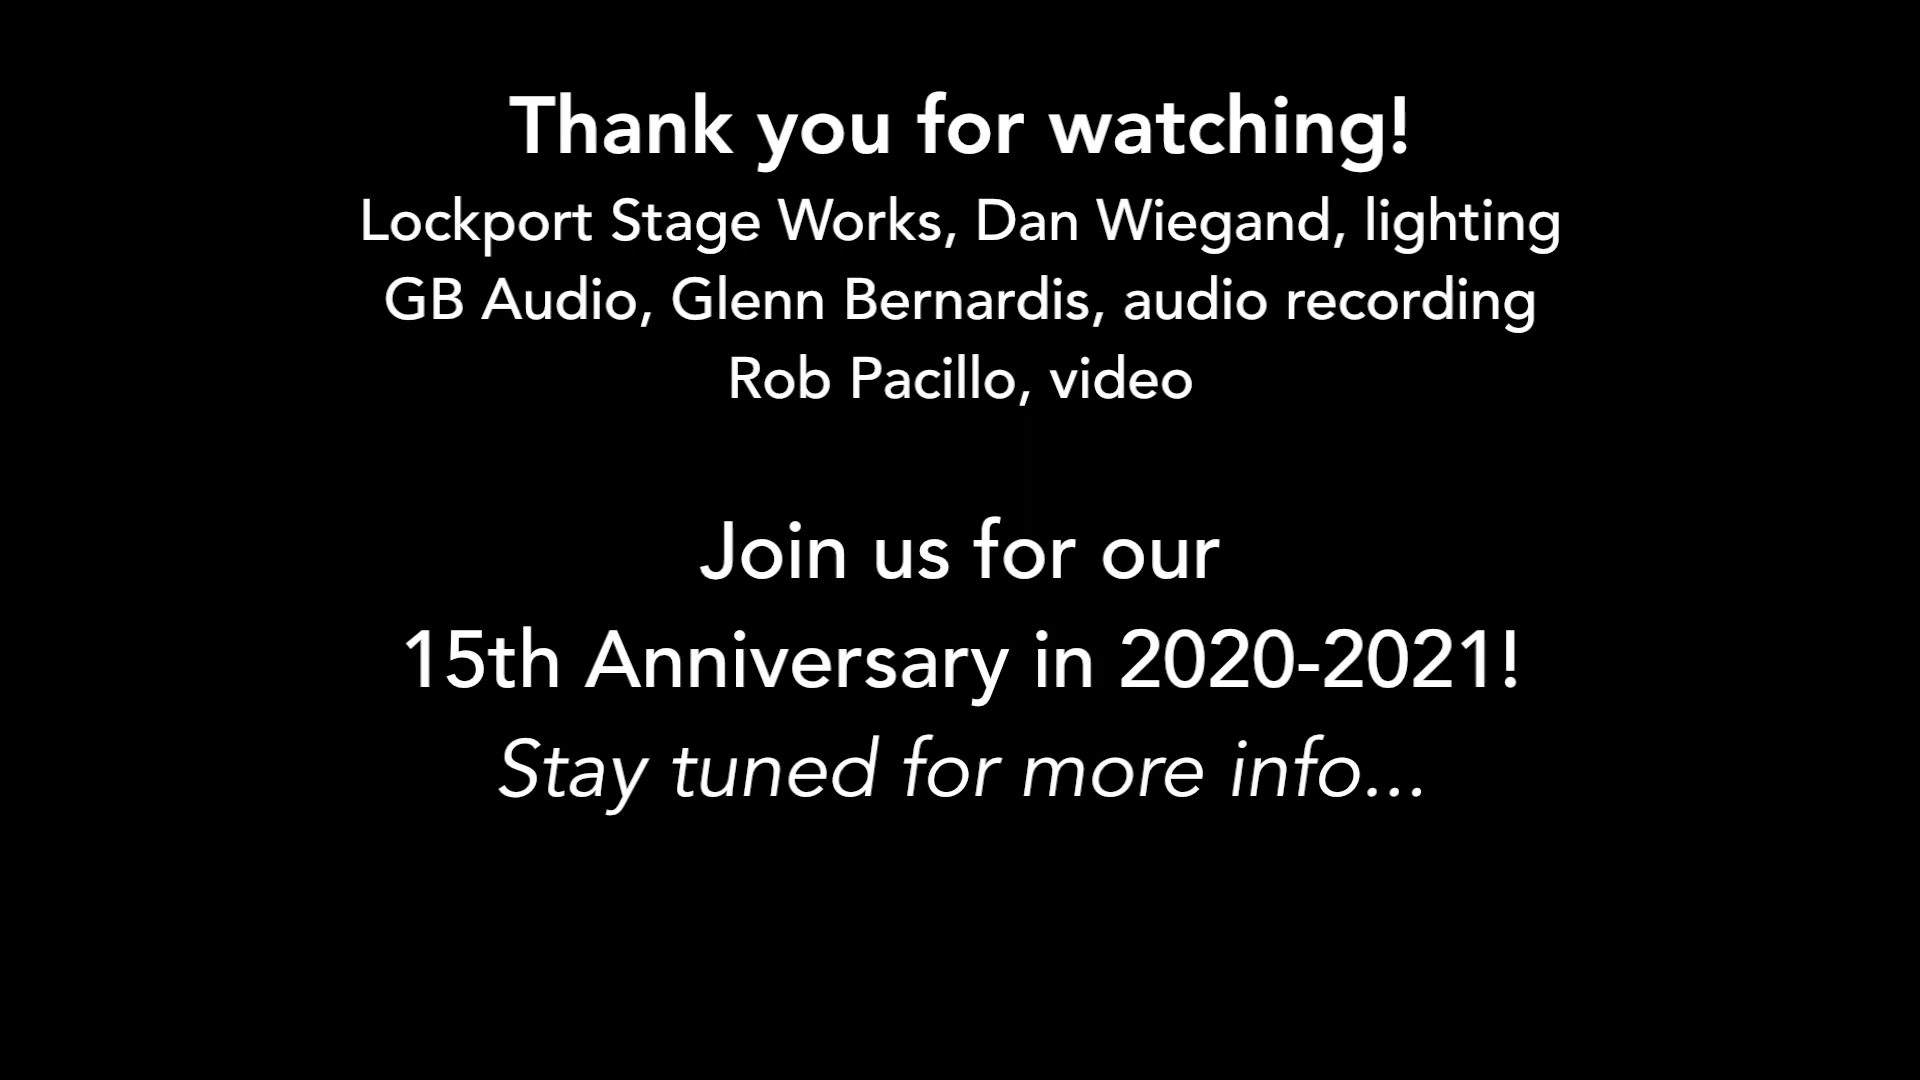 Thank you for watching!
Lockport Stage Works, Dan Wiegand, lighting
GB Audio, Glenn Bernardis, audio recording
Rob Pacillo, video
Join us for our
15th Anniversary in 2020-2021!
Stay tuned for more info...